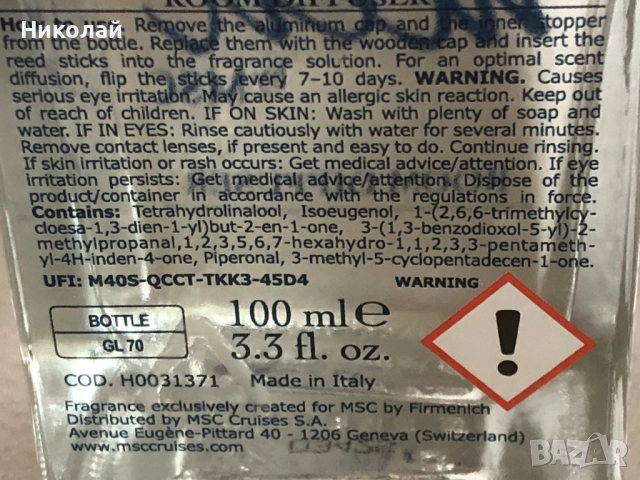 Николай
ROOM DIFFUSER
How to use: Remove the aluminum cap and the inner stopper
from the bottle. Replace them with the wooden cap and insert the
reed sticks into the fragrance solution. For an optimal scent
diffusion, flip the sticks every 7-10 days. WARNING. Causes
serious eye irritation. May cause an allergic skin reaction. Keep out
of reach of children. IF ON SKIN: Wash with plenty of soap and
water. IF IN EYES: Rinse cautiously with water for several minutes.
Remove contact lenses, if present and easy to do. Continue rinsing.
If skin irritation or rash occurs: Get medical advice/attention. If eye
irritation persists: Get medical advice/attention. Dispose of the
product/container in accordance with the regulations in force.
Contains: Tetrahydrolinalool, Isoeugenol, 1-(2,6,6-trimethylcy-
cloesa-1,3-dien-1-yl)but-2-en-1-one, 3-(1,3-benzodioxol-5-yl)-2-
methylpropanal,1,2,3,5,6,7-hexahydro-1,1,2,3,3-pentameth-
yl-4H-inden-4-one, Piperonal, 3-methyl-5-cyclopentadecen-1-one.
UFI: M40S-QCCT-TKK3-45D4 WARNING
BOTTLE
GL 70
100 ml e
3.3 fl. oz.
COD. H0031371 Made in Italy
Fragrance exclusively created for MSC by Firmenich
Distributed by MSC Cruises S.A.
Avenue Eugène-Pittard 40 - 1206 Geneva (Switzerland)
www.msccruises.com
BAZAR